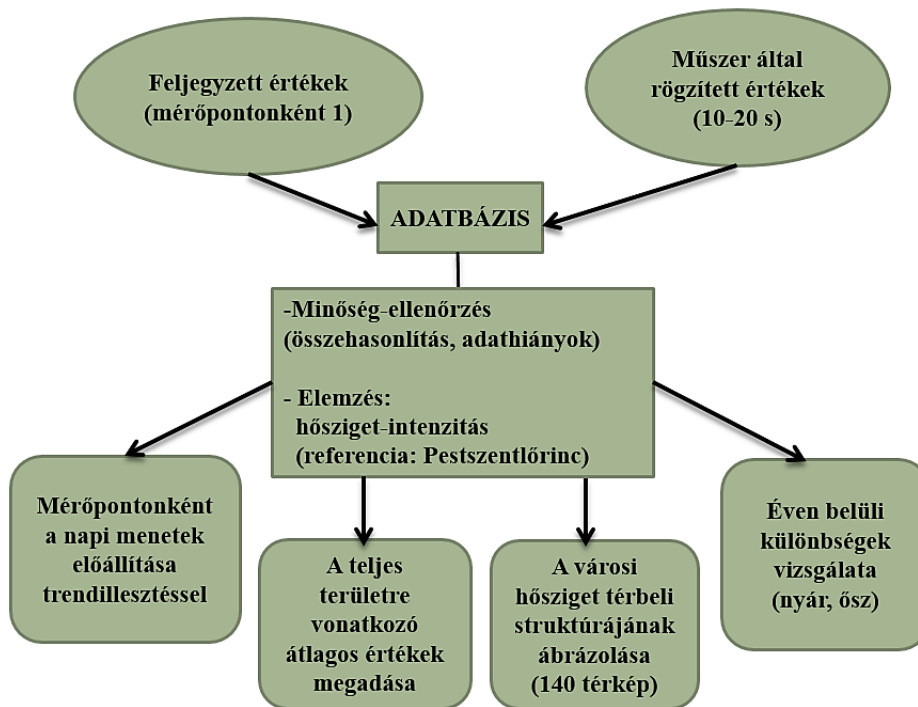 Feljegyzett értékek
(mérőpontonként 1)
Műszer által
rögzített értékek
(10-20 s)
ADATBÁZIS
-Minőség-ellenőrzés
(összehasonlítás, adathiányok)
- Elemzés:
hősziget-intenzitás
(referencia: Pestszentlőrinc)
Mérőpontonként
a napi menetek
előállítása
trendillesztéssel
A teljes
területre
vonatkozó
átlagos értékek
megadása
A városi
hősziget térbeli
struktúrájának
ábrázolása
(140 térkép)
Éven belüli
különbségek
vizsgálata
(nyár, ősz)